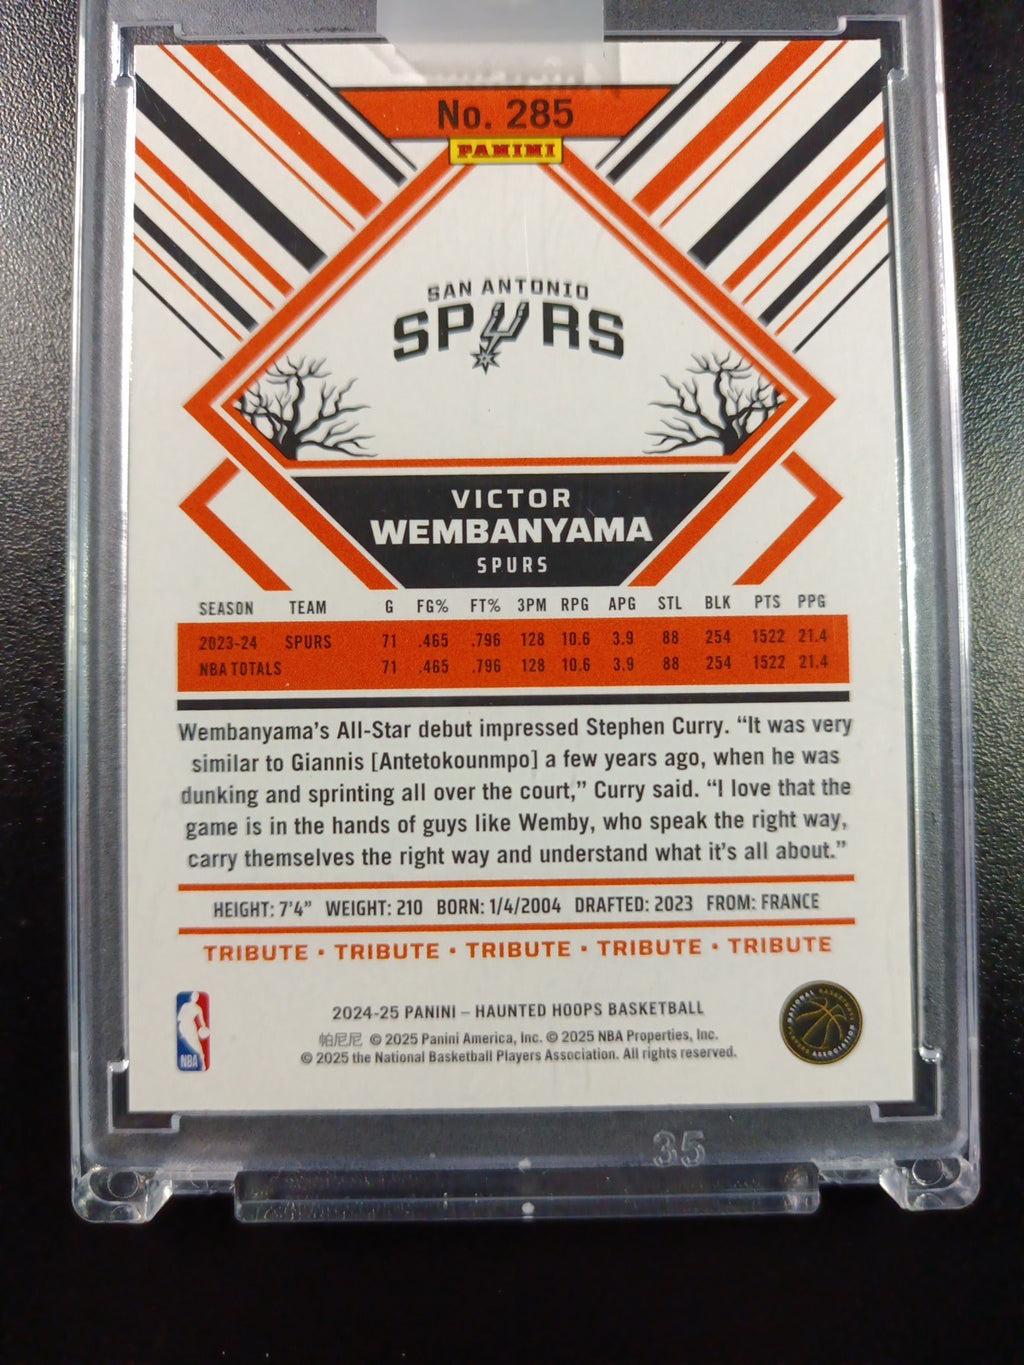 No. 285
PANINI
SAN ANTONIO
SPURS
VICTOR
WEMBANYAMA
SPURS
SEASON TEAM G FG% FT% 3PM RPG APG STL BLK PTS PPG
2023-24 SPURS 71 .465 .796 128 10.6 3.9 88 254 1522 21.4
NBA TOTALS 71 .465 .796 128 10.6 3.9 88 254 1522 21.4
Wembanyama's All-Star debut impressed Stephen Curry. “It was very
similar to Giannis [Antetokounmpo] a few years ago, when he was
dunking and sprinting all over the court,” Curry said. “I love that the
game is in the hands of guys like Wemby, who speak the right way,
carry themselves the right way and understand what it's all about.”
HEIGHT: 7'4” WEIGHT: 210 BORN: 1/4/2004 DRAFTED: 2023 FROM: FRANCE
TRIBUTE • TRIBUTE • TRIBUTE • TRIBUTE • TRIBUTE
2024-25 PANINI – HAUNTED HOOPS BASKETBALL
帕尼尼 © 2025 Panini America, Inc. © 2025 NBA Properties, Inc.
© 2025 the National Basketball Players Association. All rights reserved.
NBA
NATIONAL BASKETBALL
PLAYERS ASSOCIATION
35